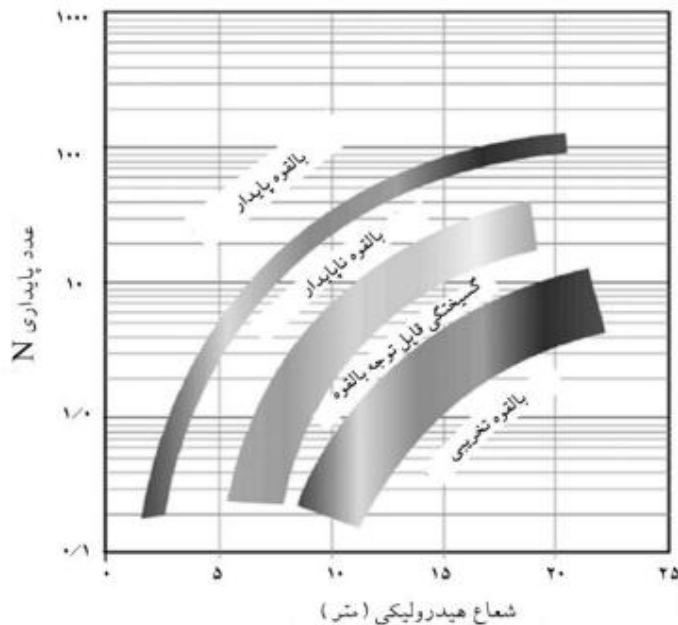 ۱۰۰۰
۱۰۰
۱۰
۱/۰
۰/۱
عدد پایداری N
بالقوه پایدار
بالقوه ناپایدار
گسیختگی قابل توجه بالقوه
بالقوه تخریبی
۰ ۵ ۱۰ ۱۵ ۲۰ ۲۵
شعاع هیدرولیکی (متر)